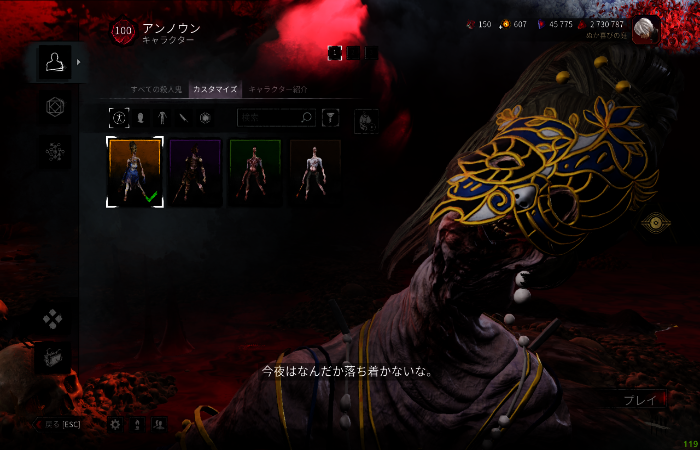 100
アンノウン
キャラクター
150 607 45 775 2 730 787
すべての殺人鬼 カスタマイズ キャラクター紹介
検索
今夜はなんだか落ち着かないな。
プレイ
戻る [ESC]
119